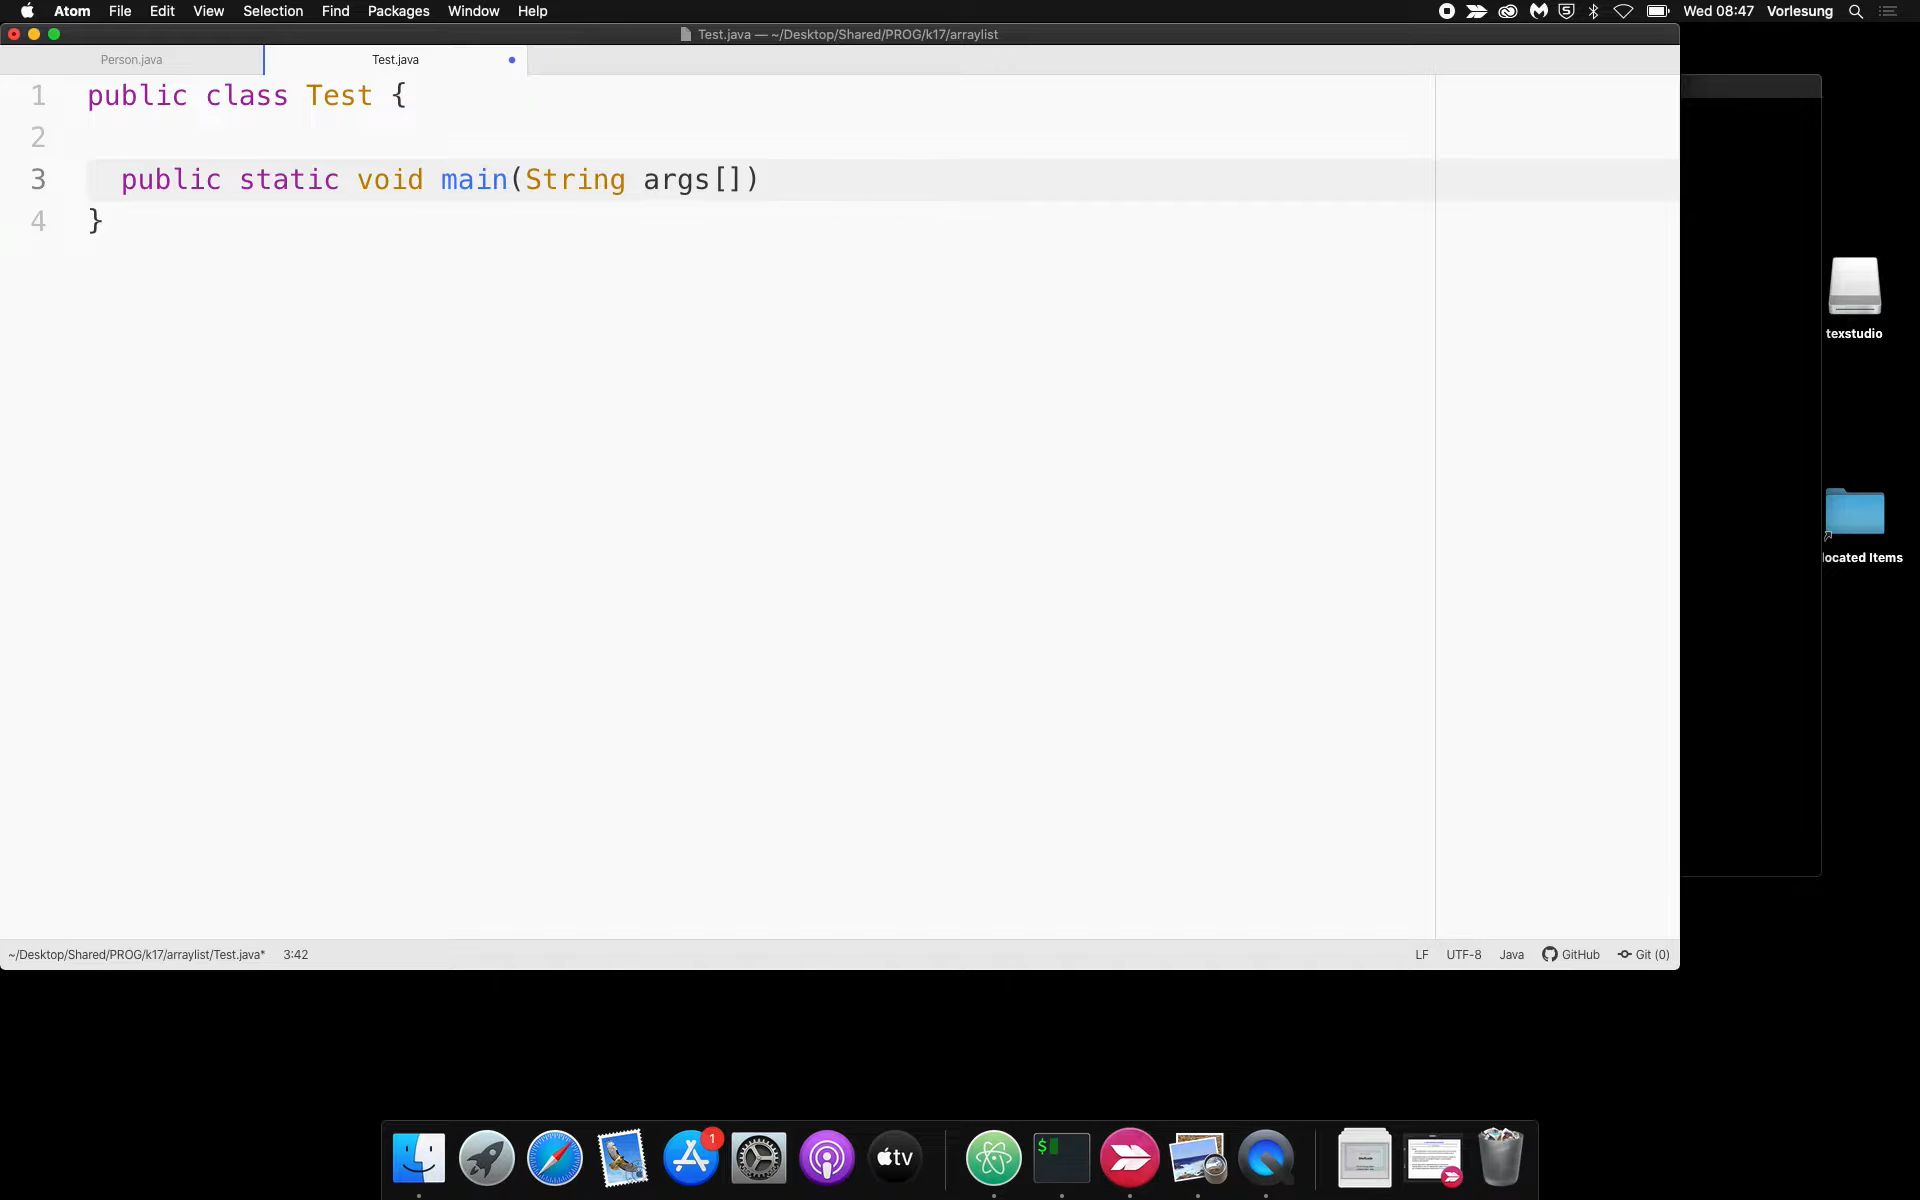 Atom File Edit View Selection Find Packages Window Help Wed 08:47 Vorlesung
Test.java — ~/Desktop/Shared/PROG/k17/arraylist
Person.java Test.java
1 public class Test {
2
3 public static void main(String args[])
4 }
texstudio
located Items
~/Desktop/Shared/PROG/k17/arraylist/Test.java* 3:42 LF UTF-8 Java GitHub Git (0)
1
tv
$